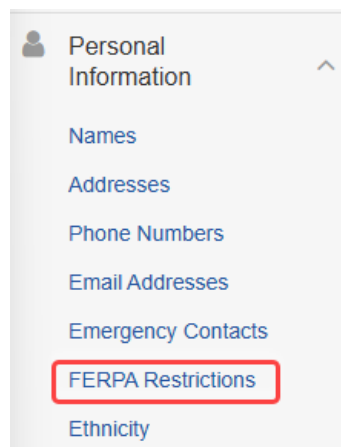 Personal
Information
Names
Addresses
Phone Numbers
Email Addresses
Emergency Contacts
FERPA Restrictions
Ethnicity